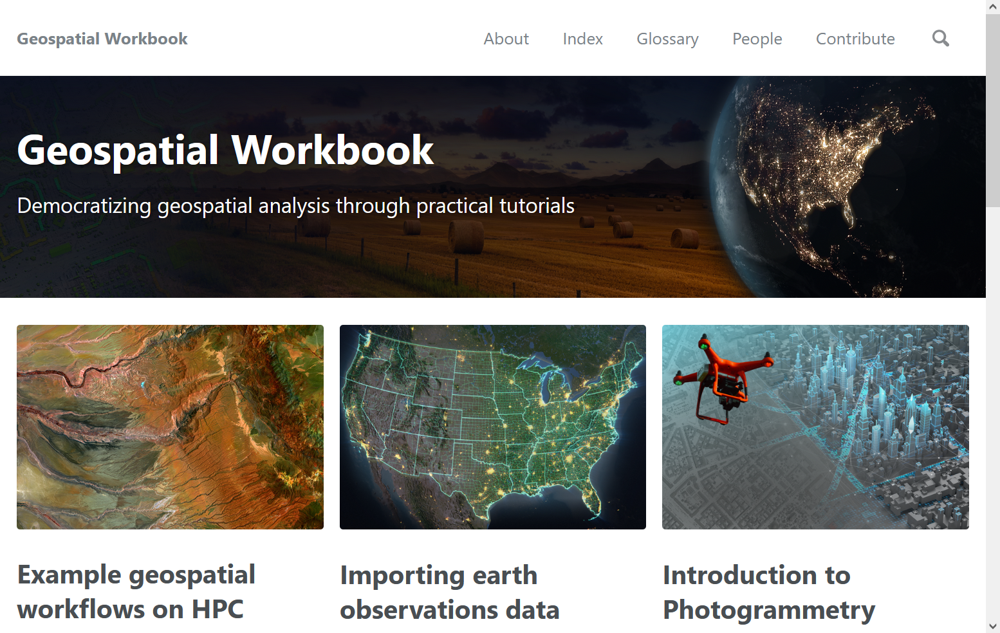 Geospatial Workbook
About Index Glossary People Contribute
Geospatial Workbook
Democratizing geospatial analysis through practical tutorials
Example geospatial
workflows on HPC
Importing earth
observations data
Introduction to
Photogrammetry